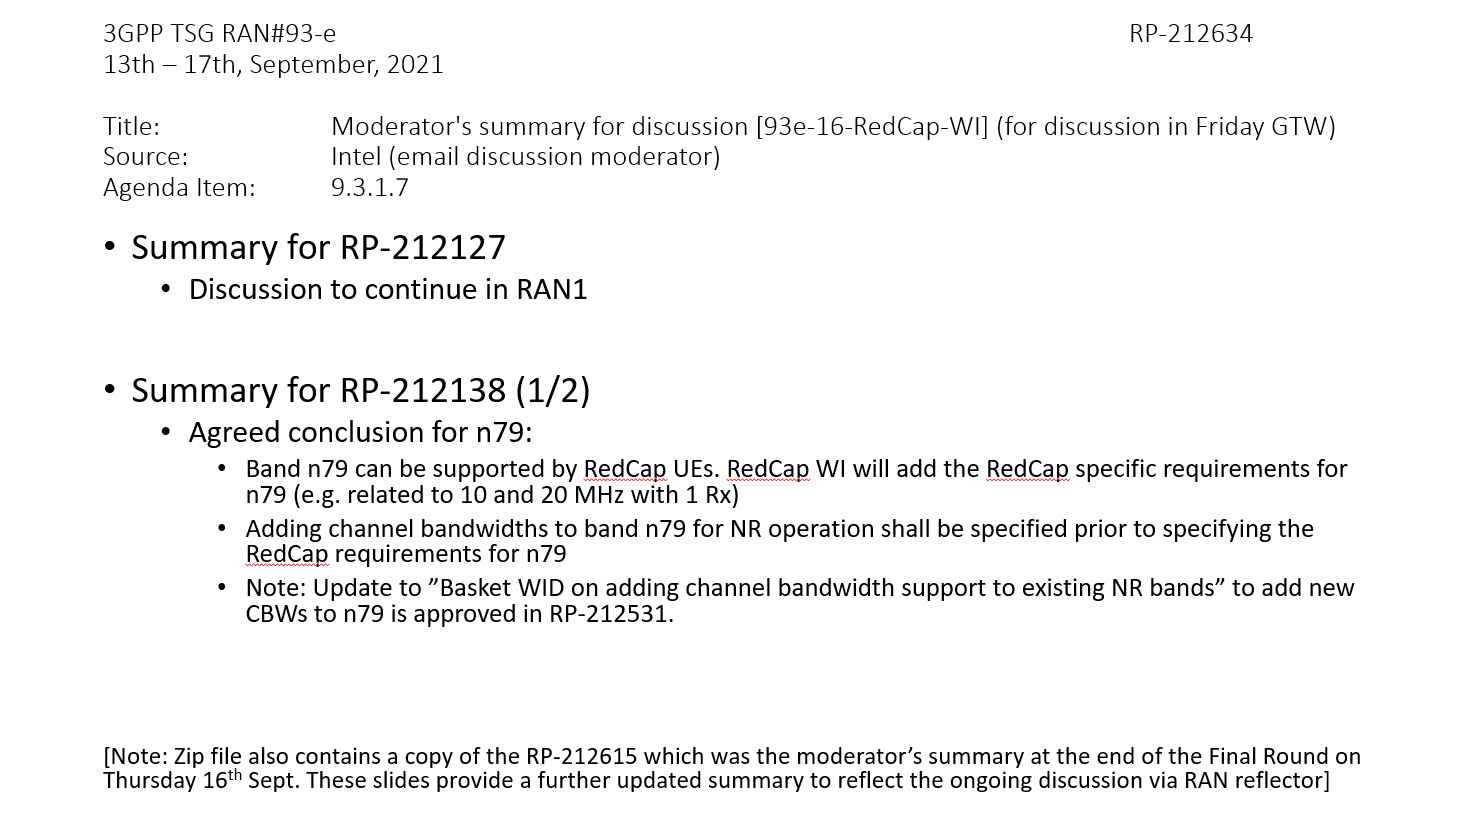 3GPP TSG RAN#93-e RP-212634
13th – 17th, September, 2021
Title: Moderator's summary for discussion [93e-16-RedCap-WI] (for discussion in Friday GTW)
Source: Intel (email discussion moderator)
Agenda Item: 9.3.1.7
• Summary for RP-212127
• Discussion to continue in RAN1
• Summary for RP-212138 (1/2)
• Agreed conclusion for n79:
• Band n79 can be supported by RedCap UEs. RedCap WI will add the RedCap specific requirements for
n79 (e.g. related to 10 and 20 MHz with 1 Rx)
• Adding channel bandwidths to band n79 for NR operation shall be specified prior to specifying the
RedCap requirements for n79
• Note: Update to ”Basket WID on adding channel bandwidth support to existing NR bands” to add new
CBWs to n79 is approved in RP-212531.
[Note: Zip file also contains a copy of the RP-212615 which was the moderator’s summary at the end of the Final Round on
Thursday 16th Sept. These slides provide a further updated summary to reflect the ongoing discussion via RAN reflector]